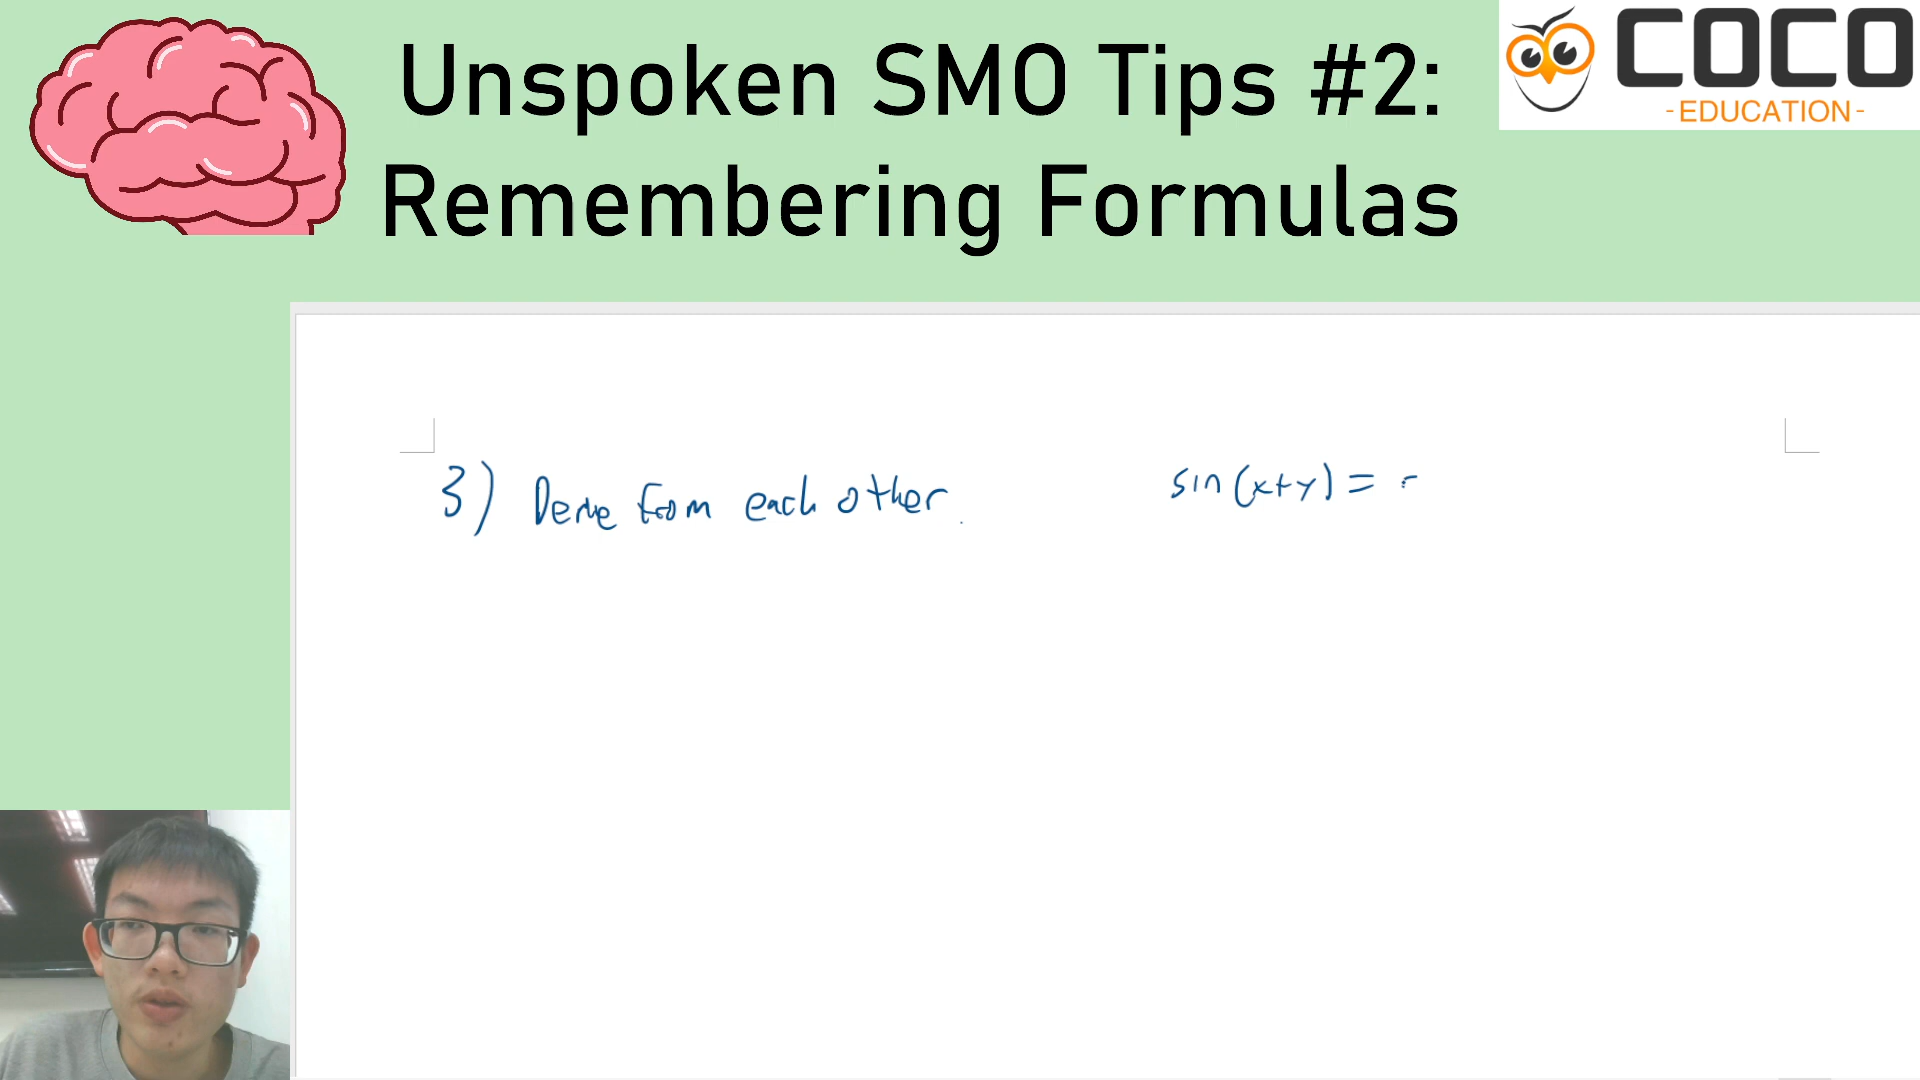 Unspoken SMO Tips #2:
Remembering Formulas
COCO
-EDUCATION-
3) Derive from each other
sin(x+y) =